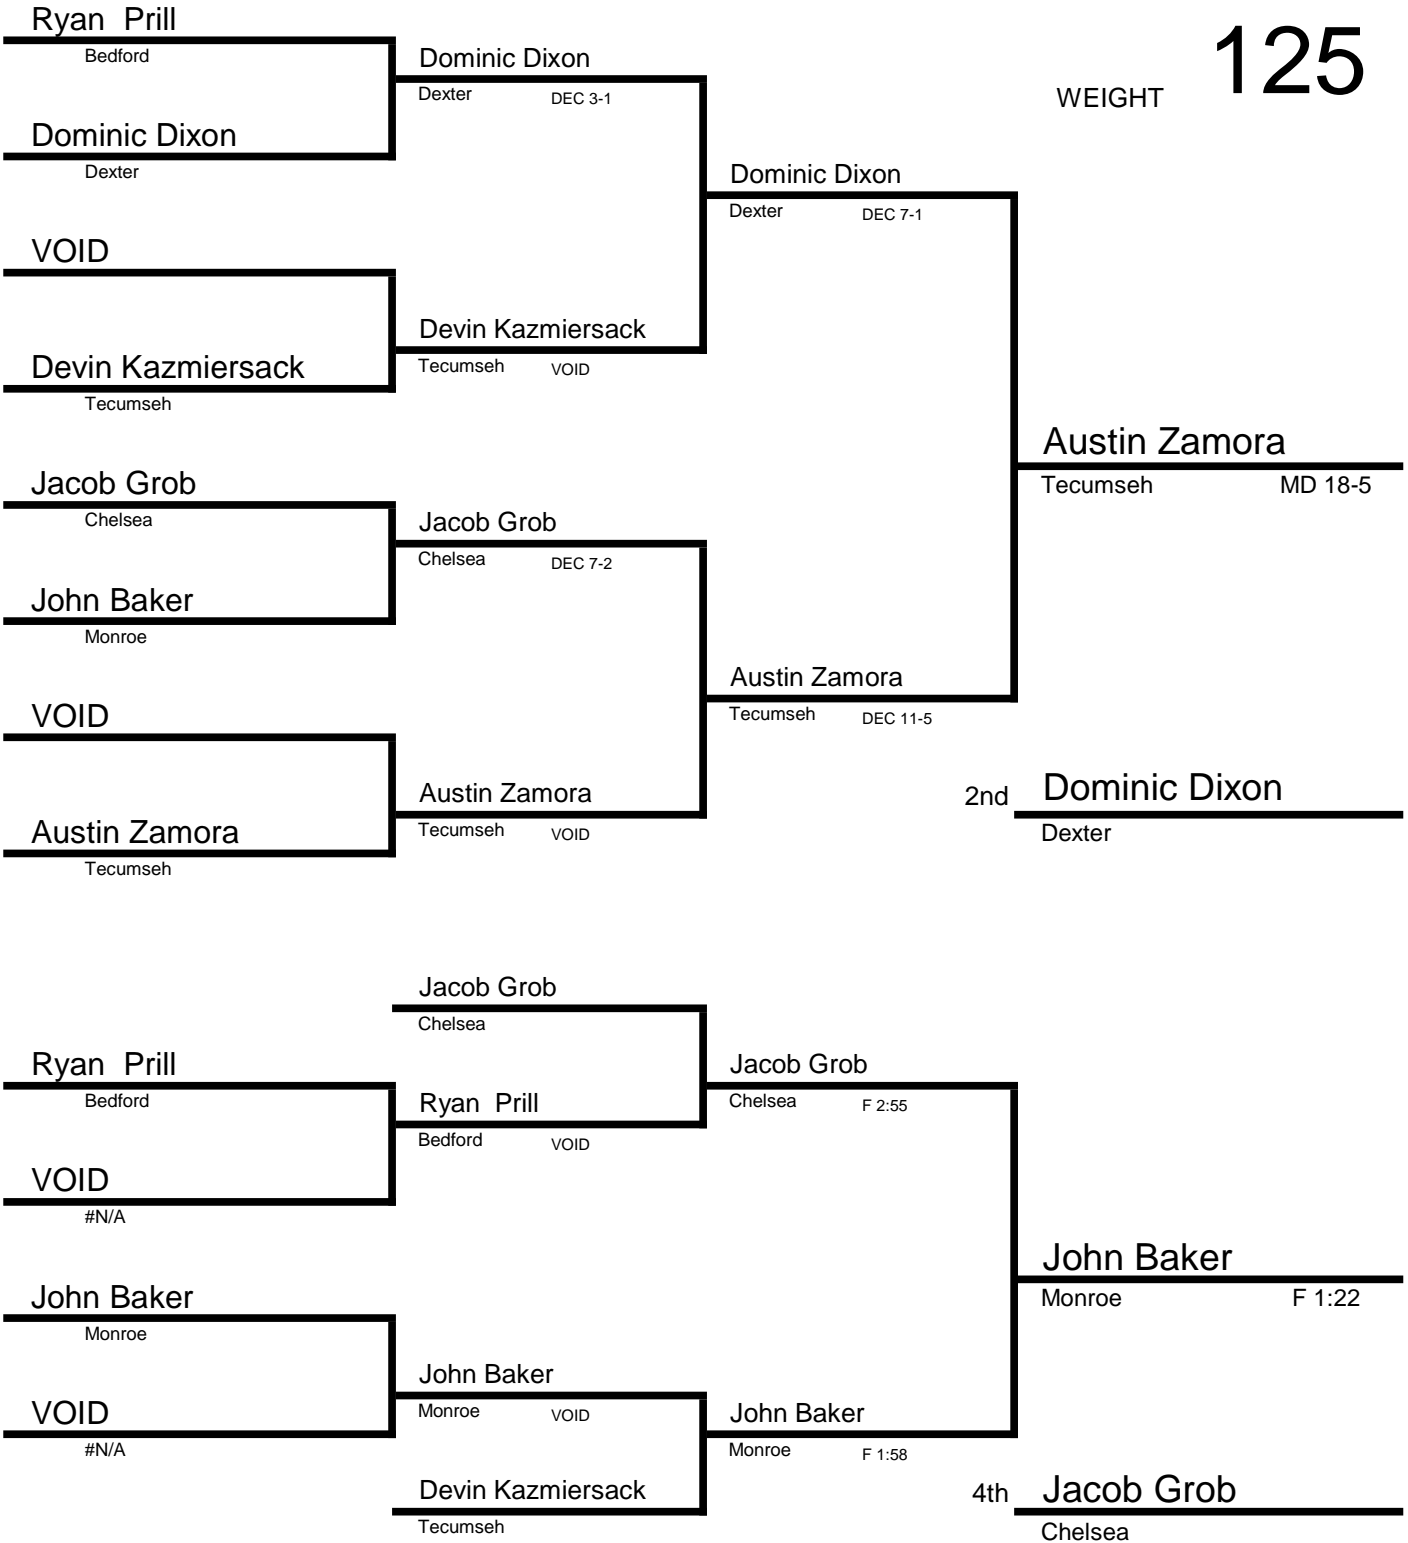 Ryan  Prill
Bedford
Dominic Dixon
Dexter DEC 3-1
WEIGHT 125
Dominic Dixon
Dexter
Dominic Dixon
Dexter DEC 7-1
VOID
Devin Kazmiersack
Tecumseh VOID
Devin Kazmiersack
Tecumseh
Austin Zamora
Tecumseh MD 18-5
Jacob Grob
Chelsea
Jacob Grob
Chelsea DEC 7-2
John Baker
Monroe
Austin Zamora
Tecumseh DEC 11-5
VOID
Austin Zamora
Tecumseh VOID
2nd Dominic Dixon
Dexter
Austin Zamora
Tecumseh
Jacob Grob
Chelsea
Ryan  Prill
Bedford
Jacob Grob
Chelsea F 2:55
Ryan  Prill
Bedford VOID
VOID
#N/A
John Baker
Monroe F 1:22
John Baker
Monroe
John Baker
Monroe VOID
VOID
#N/A
John Baker
Monroe F 1:58
Devin Kazmiersack
Tecumseh
4th Jacob Grob
Chelsea